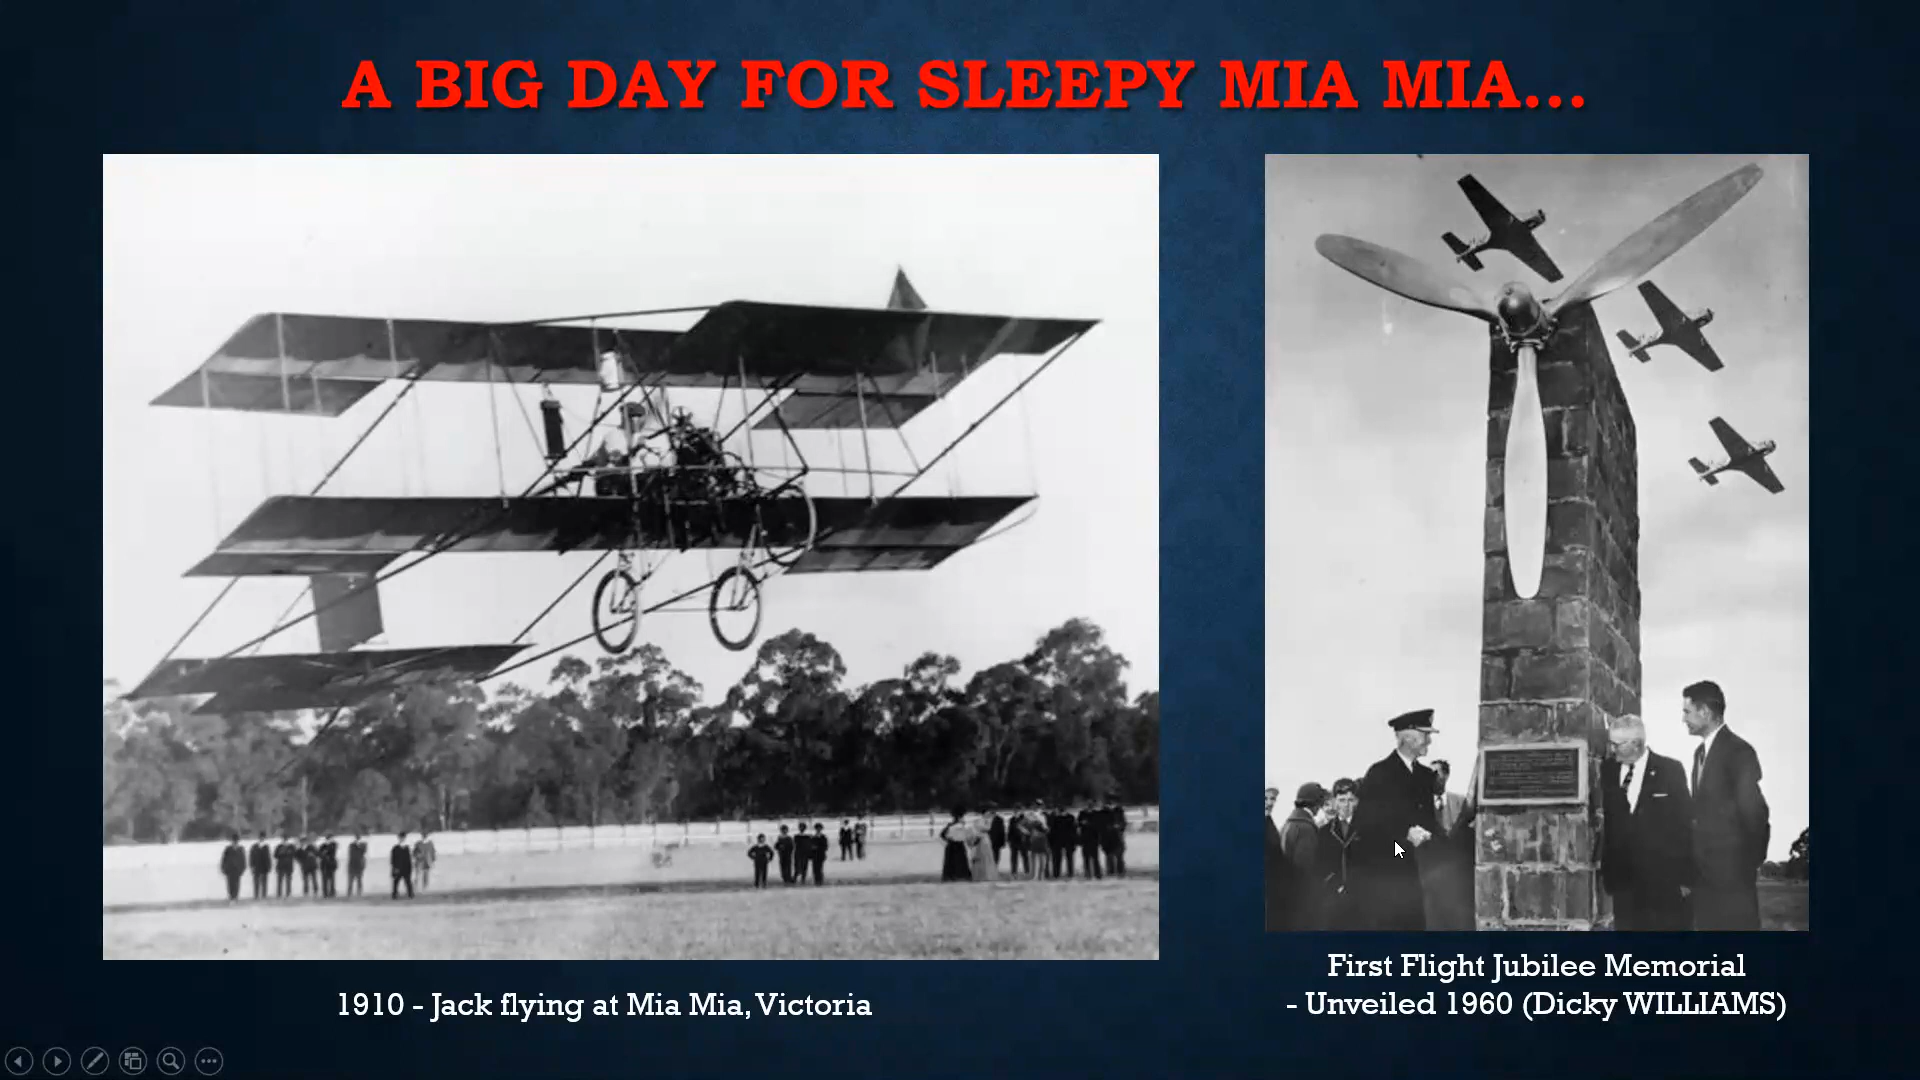 A BIG DAY FOR SLEEPY MIA MIA...
1910 - Jack flying at Mia Mia, Victoria
First Flight Jubilee Memorial
- Unveiled 1960 (Dicky WILLIAMS)